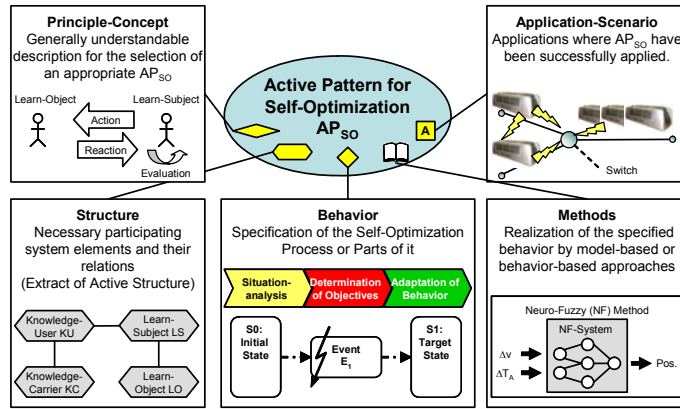 Principle-Concept
Generally understandable
description for the selection of
an appropriate AP_SO
Learn-Object
Learn-Subject
Action
Reaction
Evaluation
Active Pattern for
Self-Optimization
AP_SO
A
Application-Scenario
Applications where AP_SO have
been successfully applied.
Switch
Structure
Necessary participating
system elements and their
relations
(Extract of Active Structure)
Knowledge-
User KU
Learn-
Subject LS
Knowledge-
Carrier KC
Learn-
Object LO
Behavior
Specification of the Self-Optimization
Process or Parts of it
Situation-
analysis
Determination
of Objectives
Adaptation of
Behavior
S0:
Initial
State
Event
E_1
S1:
Target
State
Methods
Realization of the specified
behavior by model-based or
behavior-based approaches
Neuro-Fuzzy (NF) Method
NF-System
Δv
ΔT_A
Pos.